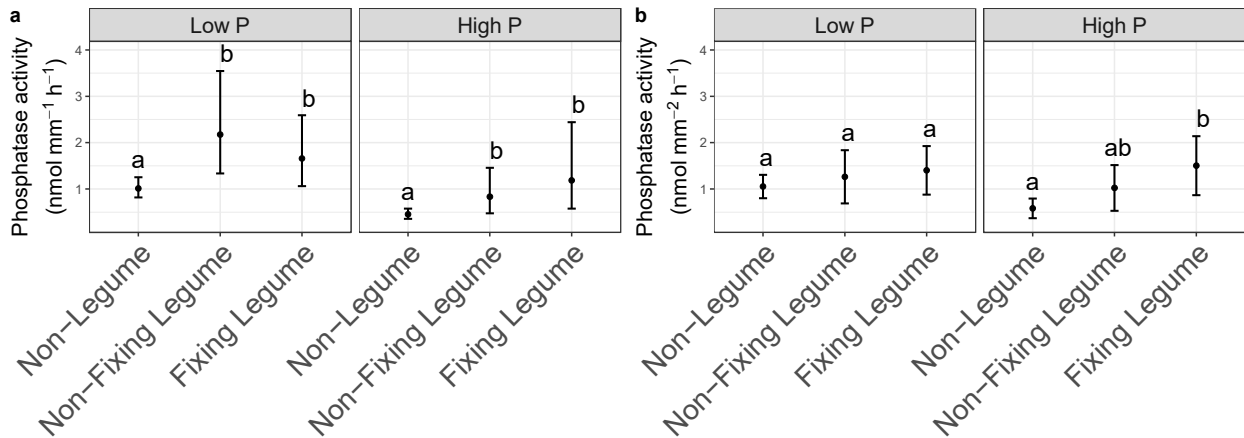 a
Low P
High P
Phosphatase activity
(nmol mm⁻¹ h⁻¹)
4
3
2
1
a
b
b
a
b
b
Non−Legume
Non−Fixing Legume
Fixing Legume
Non−Legume
Non−Fixing Legume
Fixing Legume
b
Low P
High P
Phosphatase activity
(nmol mm⁻² h⁻¹)
4
3
2
1
a
a
a
a
ab
b
Non−Legume
Non−Fixing Legume
Fixing Legume
Non−Legume
Non−Fixing Legume
Fixing Legume